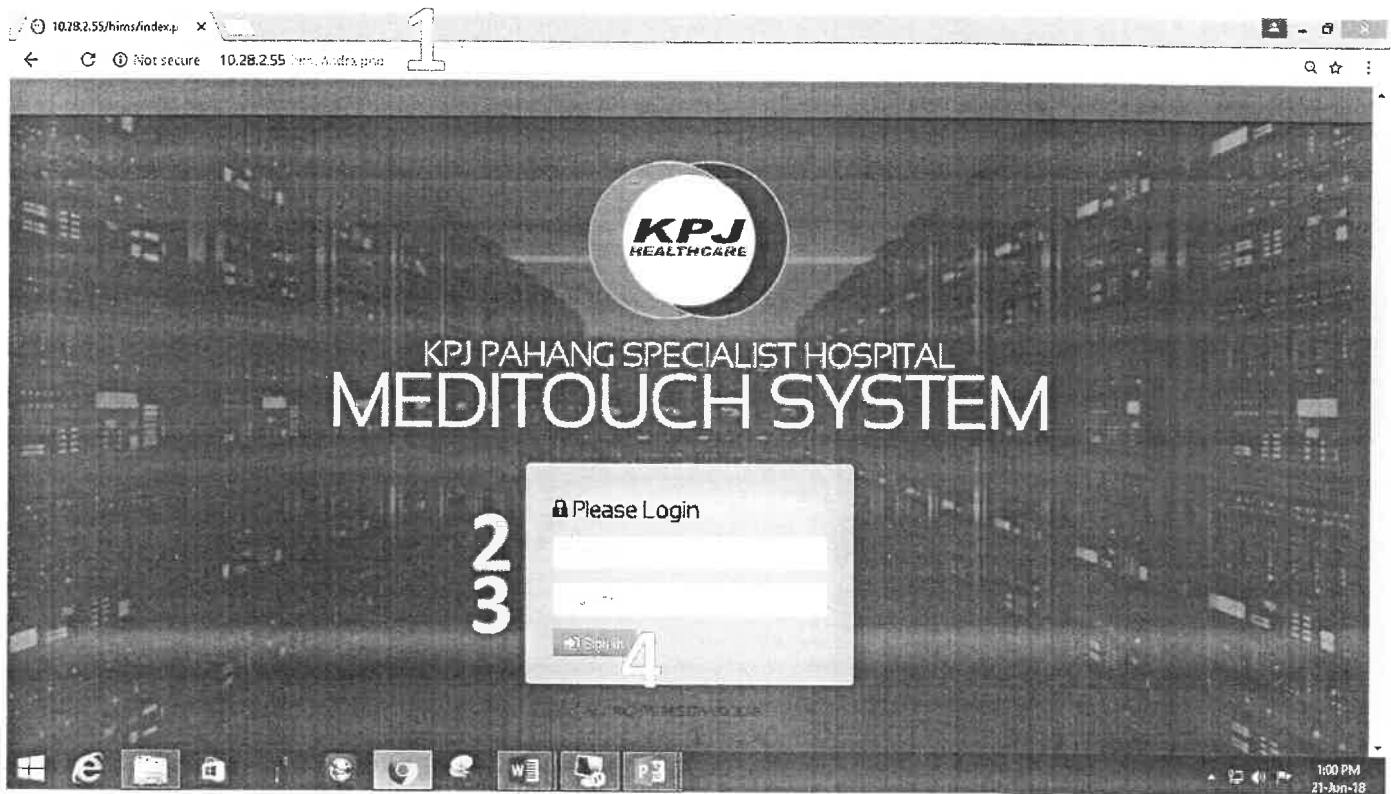 10.28.2.55/hims/index.p
1
Not secure 10.28.2.55
KPJ
HEALTHCARE
KPJ PAHANG SPECIALIST HOSPITAL
MEDITOUCH SYSTEM
Please Login
2
3
Sign in
4
1:00 PM
21-Jun-18